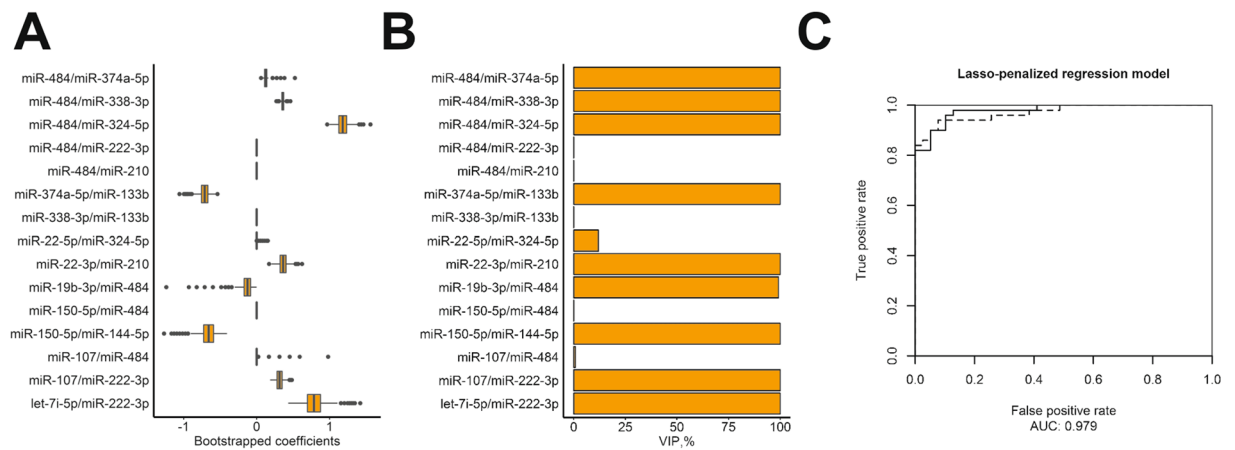 A
miR-484/miR-374a-5p
miR-484/miR-338-3p
miR-484/miR-324-5p
miR-484/miR-222-3p
miR-484/miR-210
miR-374a-5p/miR-133b
miR-338-3p/miR-133b
miR-22-5p/miR-324-5p
miR-22-3p/miR-210
miR-19b-3p/miR-484
miR-150-5p/miR-484
miR-150-5p/miR-144-5p
miR-107/miR-484
miR-107/miR-222-3p
let-7i-5p/miR-222-3p
-1 0 1
Bootstrapped coefficients
B
miR-484/miR-374a-5p
miR-484/miR-338-3p
miR-484/miR-324-5p
miR-484/miR-222-3p
miR-484/miR-210
miR-374a-5p/miR-133b
miR-338-3p/miR-133b
miR-22-5p/miR-324-5p
miR-22-3p/miR-210
miR-19b-3p/miR-484
miR-150-5p/miR-484
miR-150-5p/miR-144-5p
miR-107/miR-484
miR-107/miR-222-3p
let-7i-5p/miR-222-3p
0 25 50 75 100
VIP,%
C
Lasso-penalized regression model
True positive rate
1.0
0.8
0.6
0.4
0.2
0.0
0.0 0.2 0.4 0.6 0.8 1.0
False positive rate
AUC: 0.979